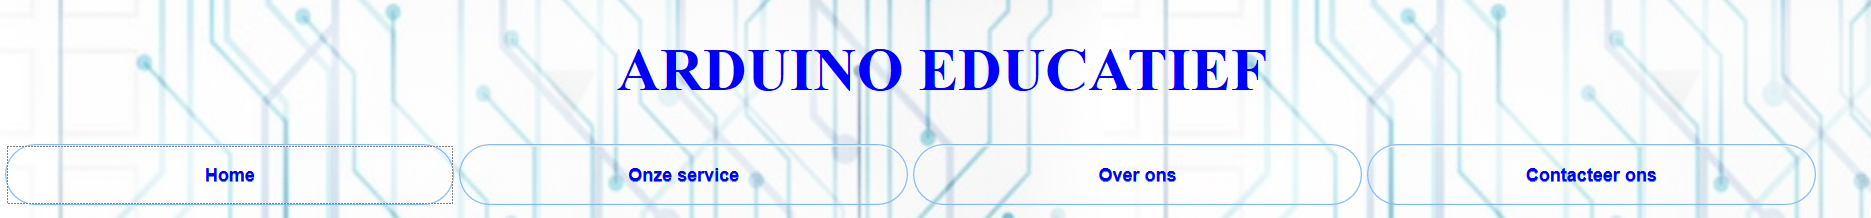 ARDUINO EDUCATIEF
Home Onze service Over ons Contacteer ons